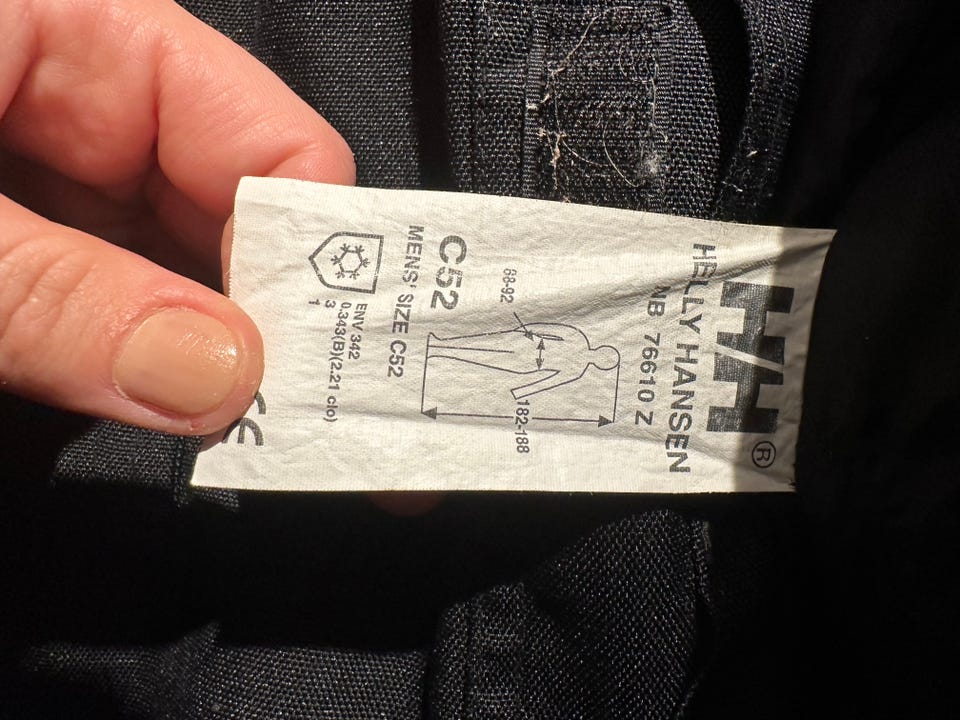 H/H®
HELLY HANSEN
NB 76610 Z
182-188
88-92
C52
MENS' SIZE C52
ENV 342
0.343(B)(2.21 clo)
3
1
CE